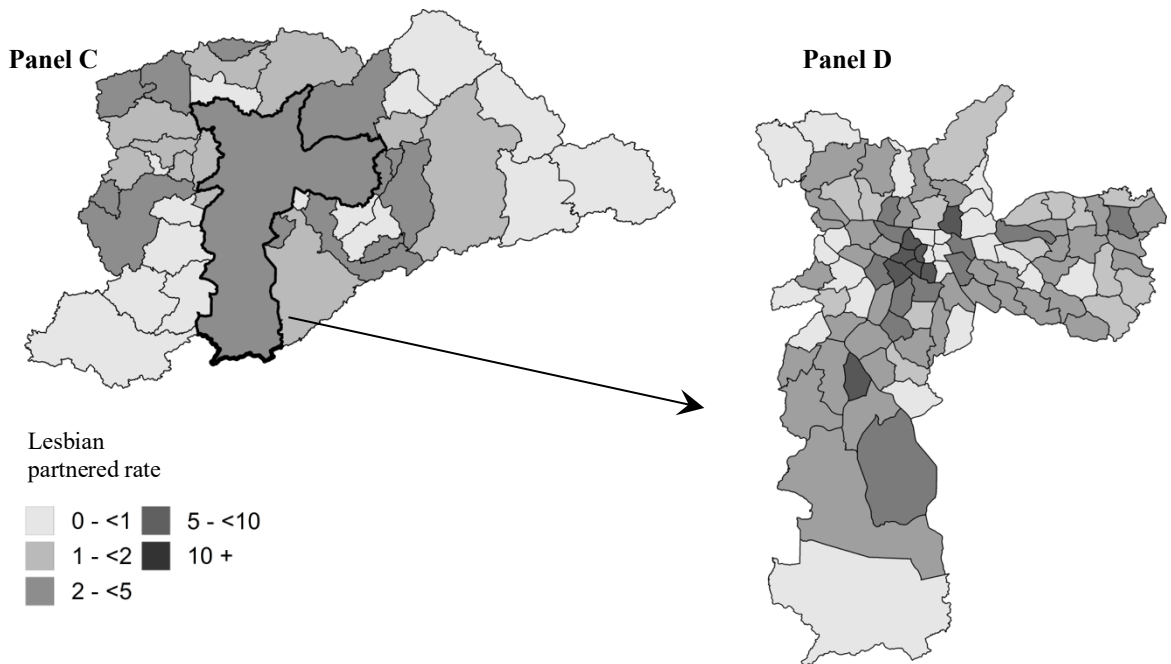 Panel C
Panel D
Lesbian
partnered rate
0 - <1
5 - <10
1 - <2
10 +
2 - <5